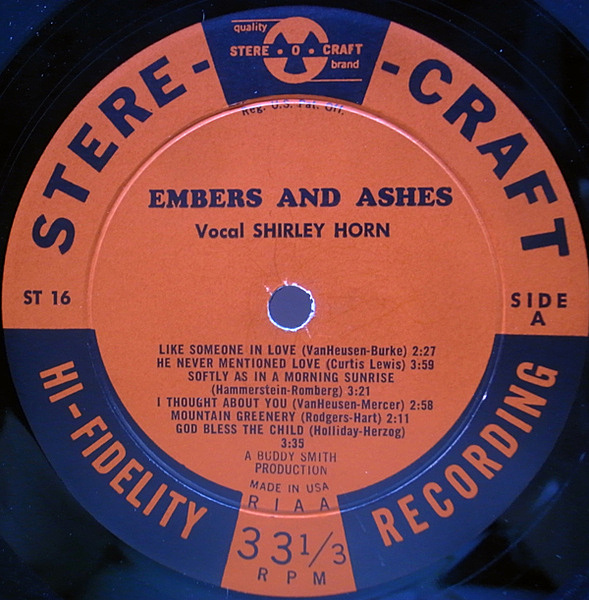 quality
STERE·O·CRAFT
brand
STERE-O-CRAFT
Reg. U.S. Pat. Off.
EMBERS AND ASHES
Vocal SHIRLEY HORN
ST 16
SIDE
A
LIKE SOMEONE IN LOVE (VanHeusen-Burke) 2:27
HE NEVER MENTIONED LOVE (Curtis Lewis) 3:59
SOFTLY AS IN A MORNING SUNRISE
(Hammerstein-Romberg) 3:21
I THOUGHT ABOUT YOU (VanHeusen-Mercer) 2:58
MOUNTAIN GREENERY (Rodgers-Hart) 2:11
GOD BLESS THE CHILD (Holliday-Herzog)
3:35
A BUDDY SMITH
PRODUCTION
MADE IN USA
RIAA
33 1/3
RPM
HI-FIDELITY
RECORDING